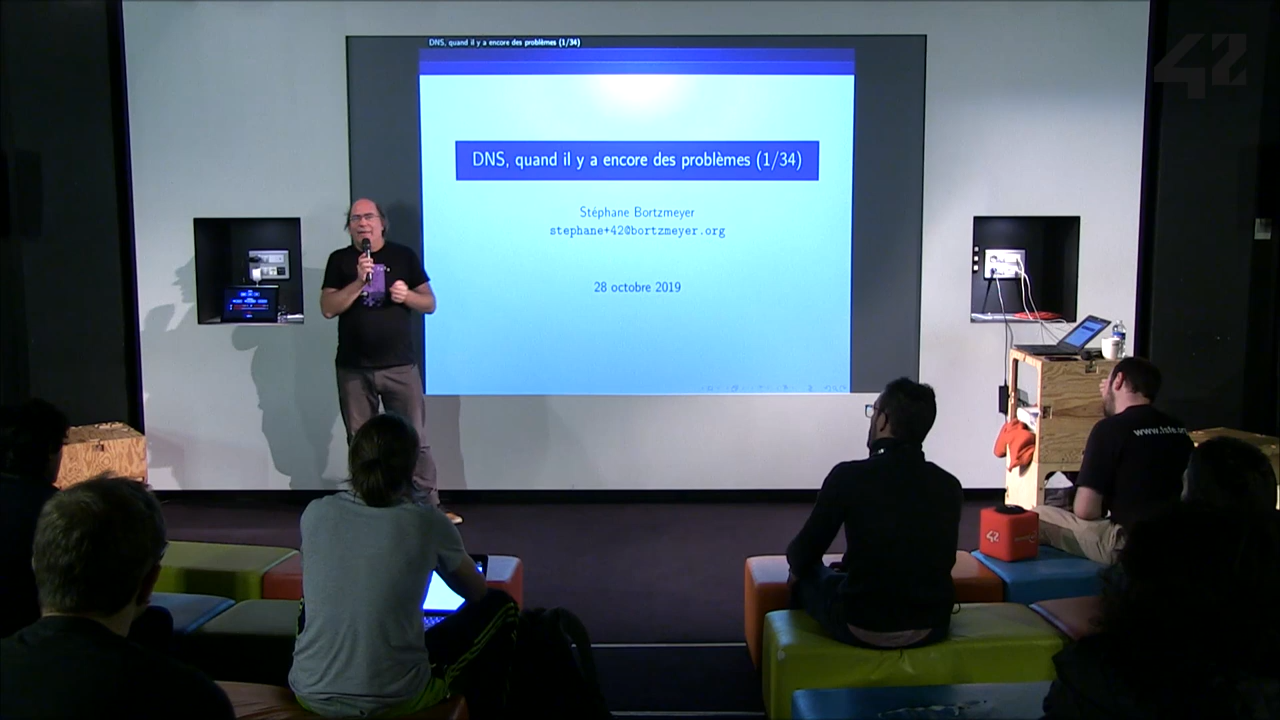 DNS, quand il y a encore des problèmes (1/34)
42
DNS, quand il y a encore des problèmes (1/34)
Stéphane Bortzmeyer
stephane+42@bortzmeyer.org
28 octobre 2019
42